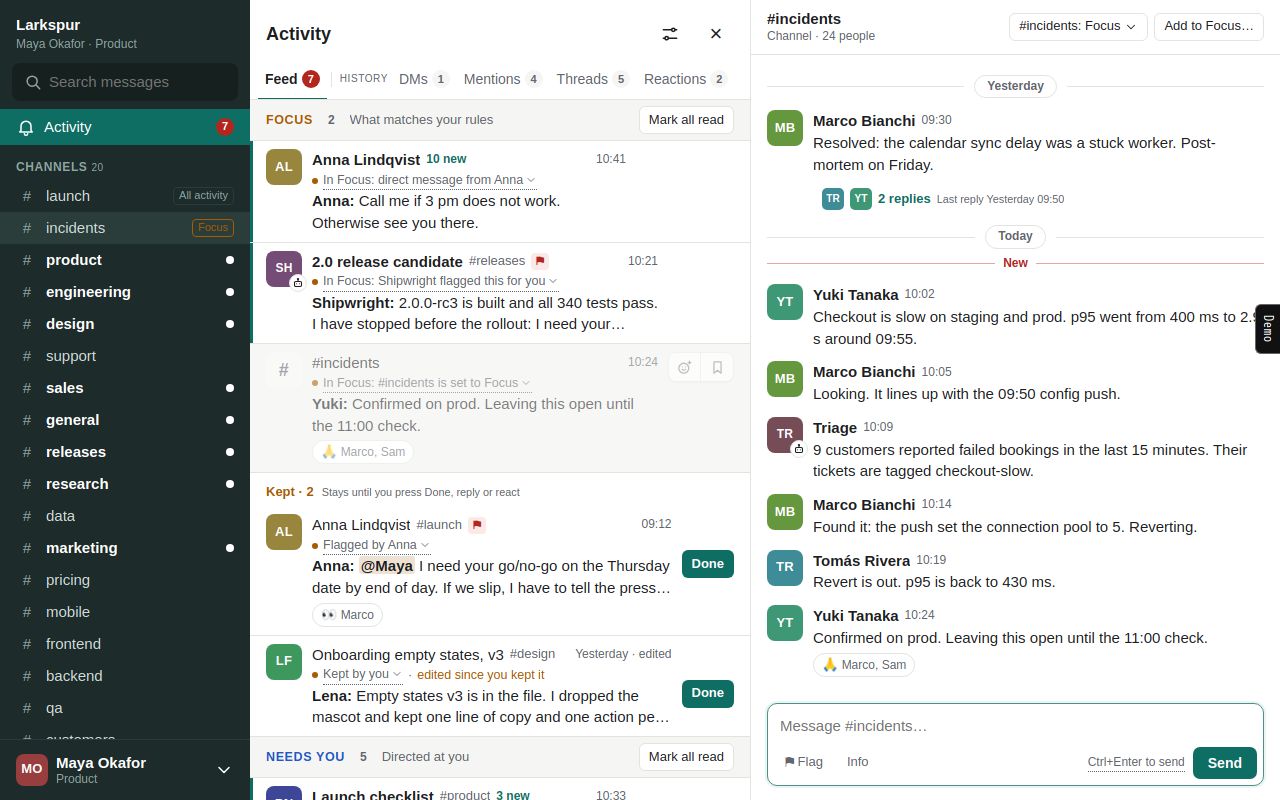 Larkspur
Maya Okafor · Product
Search messages
Activity
7
CHANNELS 20
# launch
All activity
# incidents
Focus
# product
# engineering
# design
# support
# sales
# general
# releases
# research
# data
# marketing
# pricing
# mobile
# frontend
# backend
# qa
# customers
MO
Maya Okafor
Product
Activity
Feed 7
HISTORY
DMs 1
Mentions 4
Threads 5
Reactions 2
FOCUS 2 What matches your rules
Mark all read
AL
Anna Lindqvist 10 new
10:41
In Focus: direct message from Anna
Anna: Call me if 3 pm does not work.
Otherwise see you there.
SH
2.0 release candidate #releases
10:21
In Focus: Shipwright flagged this for you
Shipwright: 2.0.0-rc3 is built and all 340 tests pass.
I have stopped before the rollout: I need your…
#
#incidents
10:24
In Focus: #incidents is set to Focus
Yuki: Confirmed on prod. Leaving this open until
the 11:00 check.
🙏 Marco, Sam
Kept · 2 Stays until you press Done, reply or react
AL
Anna Lindqvist #launch
09:12
Flagged by Anna
Anna: @Maya I need your go/no-go on the Thursday
date by end of day. If we slip, I have to tell the press…
Done
👀 Marco
LF
Onboarding empty states, v3 #design
Yesterday · edited
Kept by you · edited since you kept it
Lena: Empty states v3 is in the file. I dropped the
mascot and kept one line of copy and one action pe…
Done
NEEDS YOU 5 Directed at you
Mark all read
Launch checklist #product 3 new
10:33
#incidents
Channel · 24 people
#incidents: Focus
Add to Focus…
Yesterday
MB
Marco Bianchi 09:30
Resolved: the calendar sync delay was a stuck worker. Post-
mortem on Friday.
TR YT 2 replies Last reply Yesterday 09:50
Today
New
YT
Yuki Tanaka 10:02
Checkout is slow on staging and prod. p95 went from 400 ms to 2.
s around 09:55.
MB
Marco Bianchi 10:05
Looking. It lines up with the 09:50 config push.
TR
Triage 10:09
9 customers reported failed bookings in the last 15 minutes. Their
tickets are tagged checkout-slow.
MB
Marco Bianchi 10:14
Found it: the push set the connection pool to 5. Reverting.
TR
Tomás Rivera 10:19
Revert is out. p95 is back to 430 ms.
YT
Yuki Tanaka 10:24
Confirmed on prod. Leaving this open until the 11:00 check.
🙏 Marco, Sam
Demo
Message #incidents…
Flag
Info
Ctrl+Enter to send
Send